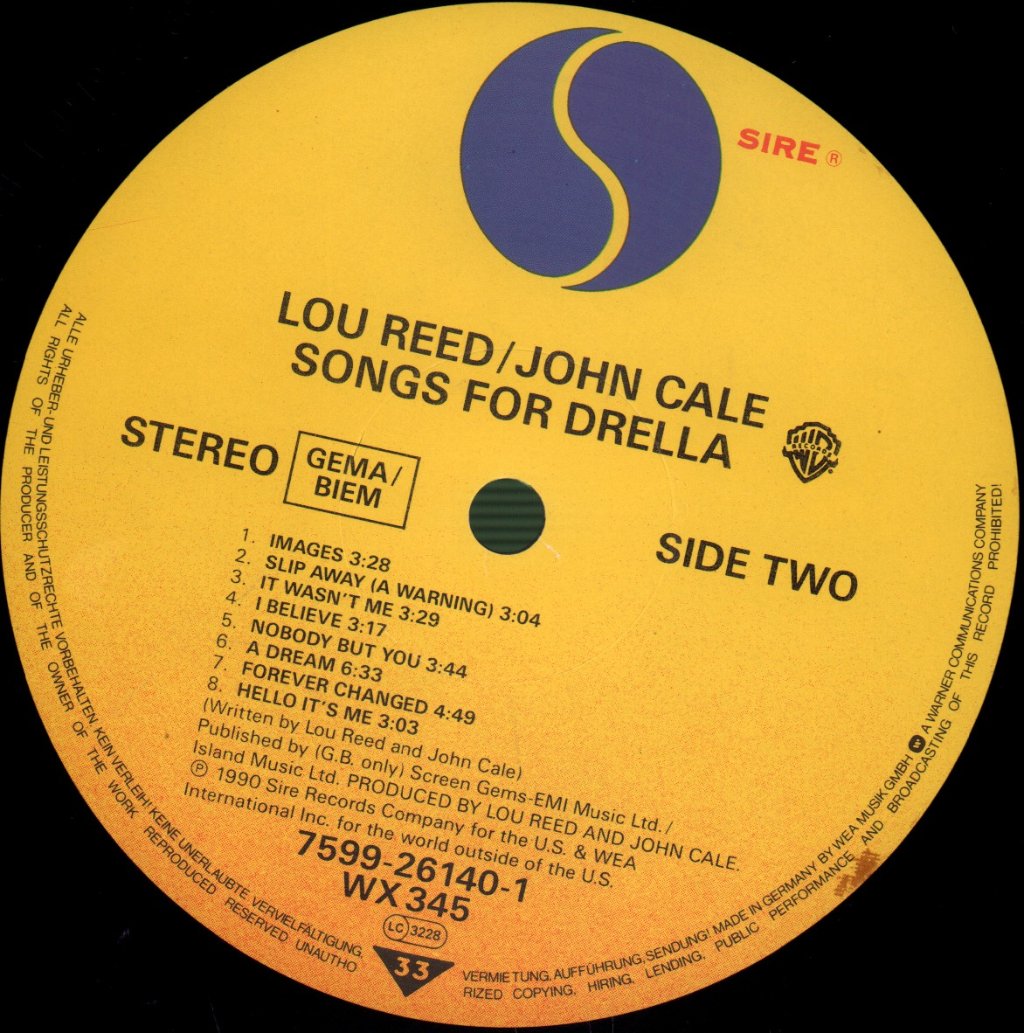 SIRE ®
LOU REED/JOHN CALE
SONGS FOR DRELLA
RECORDS
STEREO
GEMA/
BIEM
SIDE TWO
1. IMAGES 3:28
2. SLIP AWAY (A WARNING) 3:04
3. IT WASN'T ME 3:29
4. I BELIEVE 3:17
5. NOBODY BUT YOU 3:44
6. A DREAM 6:33
7. FOREVER CHANGED 4:49
8. HELLO IT'S ME 3:03
(Written by Lou Reed and John Cale)
Published by (G.B. only) Screen Gems-EMI Music Ltd./
Island Music Ltd. PRODUCED BY LOU REED AND JOHN CALE.
℗ 1990 Sire Records Company for the U.S. & WEA
International Inc. for the world outside of the U.S.
7599-26140-1
WX 345
LC 3228
33
ALLE URHEBER- UND LEISTUNGSSCHUTZRECHTE VORBEHALTEN. KEIN VERLEIH! KEINE UNERLAUBTE VERVIELFÄLTIGUNG, VERMIETUNG, AUFFÜHRUNG, SENDUNG! MADE IN GERMANY BY WEA MUSIK GMBH A WARNER COMMUNICATIONS COMPANY
ALL RIGHTS OF THE PRODUCER AND OF THE OWNER OF THE WORK REPRODUCED RESERVED UNAUTHORIZED COPYING, HIRING, LENDING, PUBLIC PERFORMANCE AND BROADCASTING OF THIS RECORD PROHIBITED!